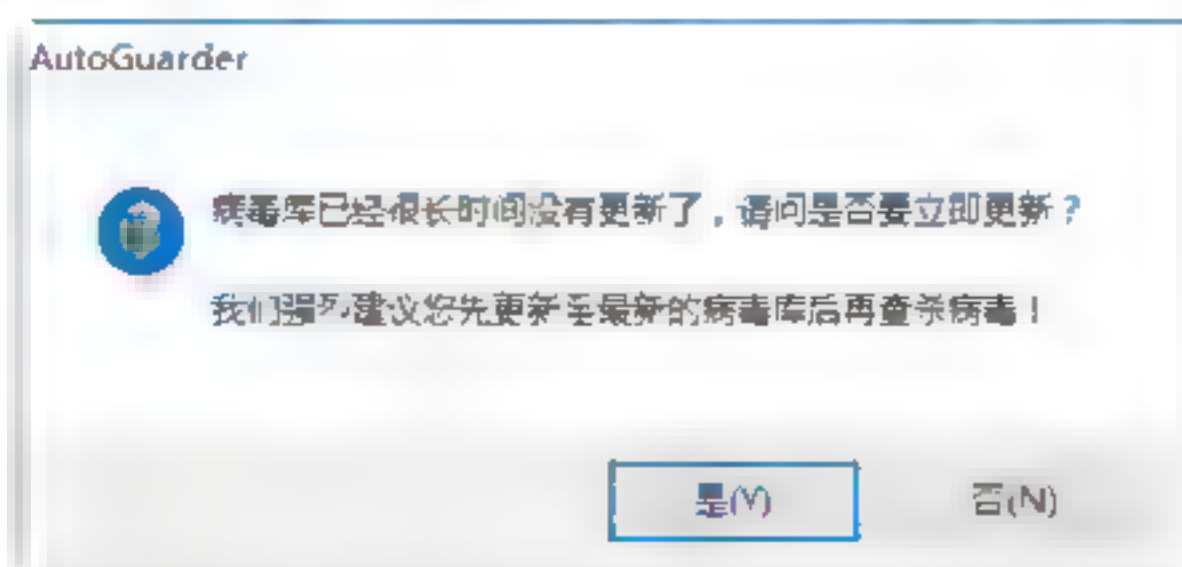 AutoGuarder
病毒库已经很长时间没有更新了，请问是否要立即更新？
我们强烈建议您先更新至最新的病毒库后再查杀病毒！
是(Y)
否(N)